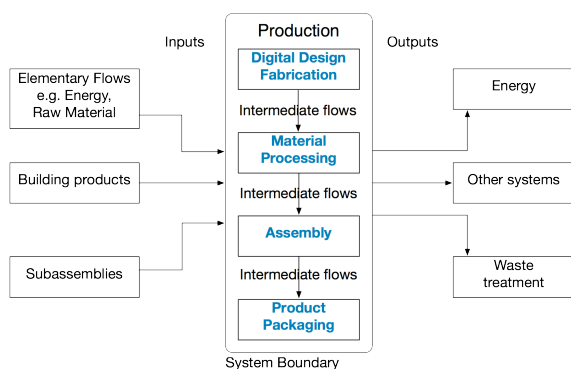 Production
Inputs
Outputs
Digital Design
Fabrication
Elementary Flows
e.g. Energy,
Raw Material
Energy
Intermediate flows
Material
Processing
Building products
Other systems
Intermediate flows
Assembly
Subassemblies
Waste
treatment
Intermediate flows
Product
Packaging
System Boundary